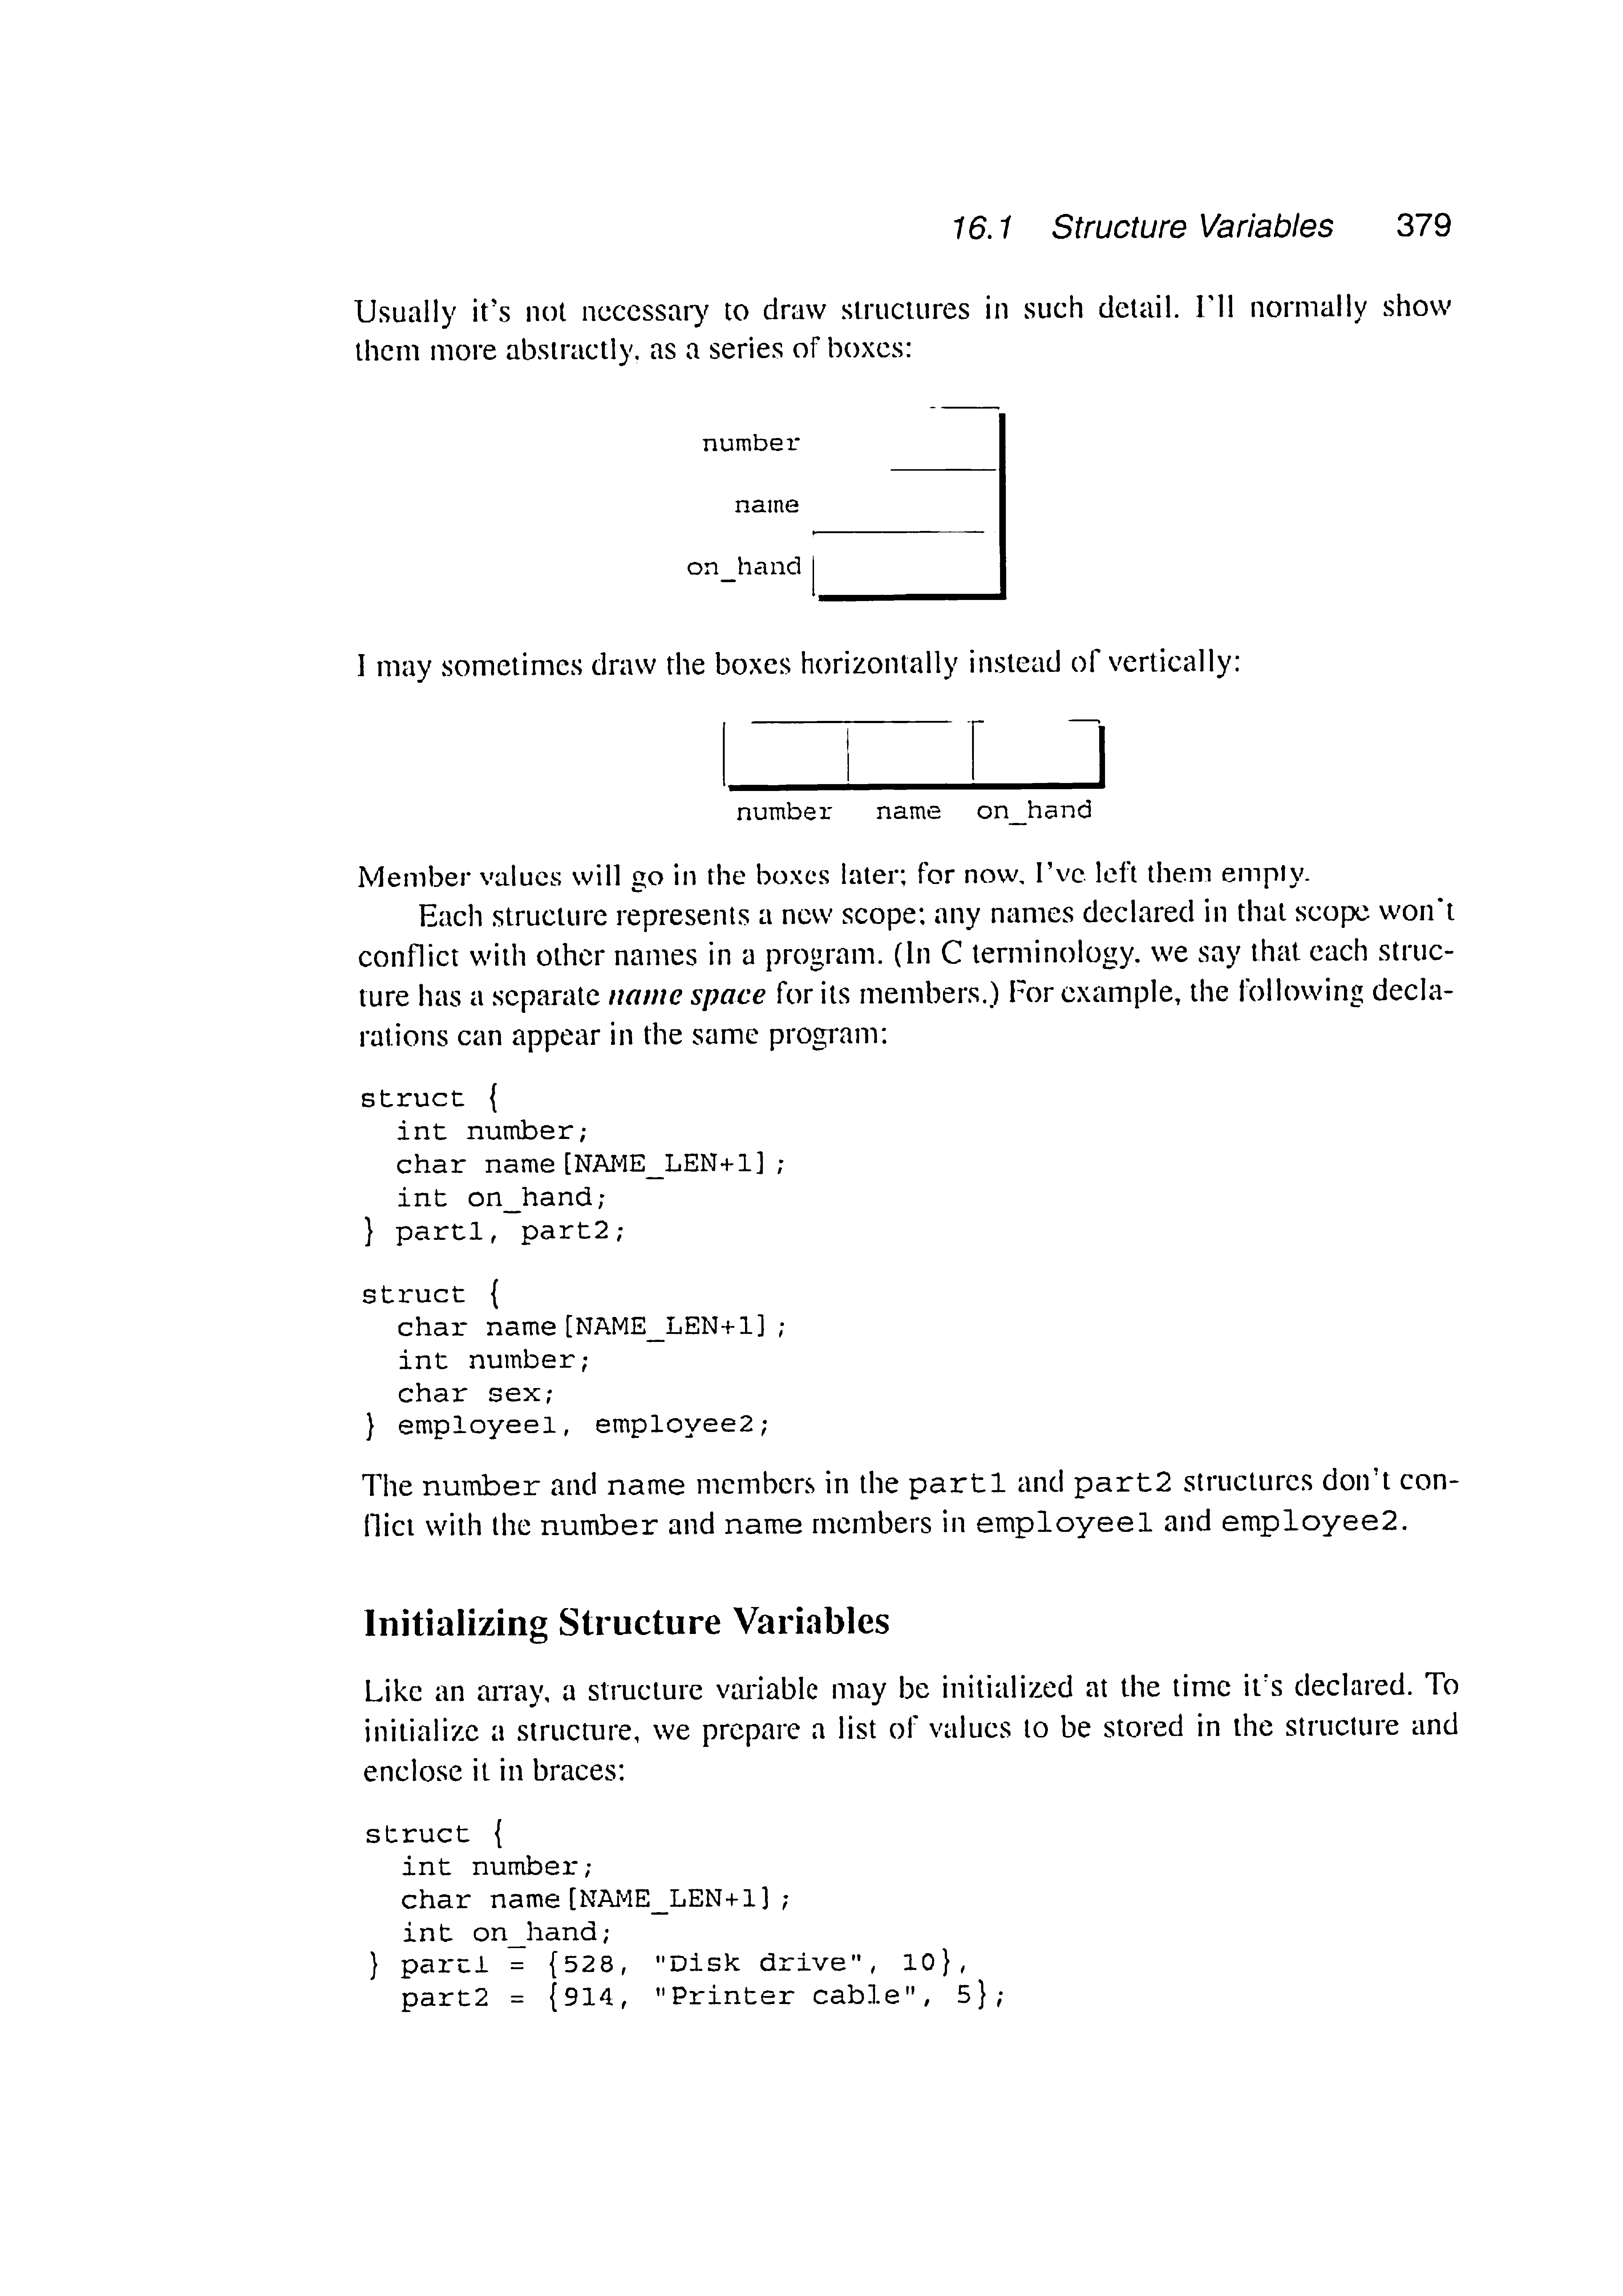 16.1 Structure Variables 379
Usually it's not necessary to draw structures in such detail. I'll normally show
them more abstractly, as a series of boxes:
number
name
on_hand
I may sometimes draw the boxes horizontally instead of vertically:
number name on_hand
Member values will go in the boxes later; for now, I've left them empty.
Each structure represents a new scope; any names declared in that scope won't
conflict with other names in a program. (In C terminology, we say that each struc-
ture has a separate name space for its members.) For example, the following decla-
rations can appear in the same program:
struct {
int number;
char name[NAME_LEN+1];
int on_hand;
} part1, part2;
struct {
char name[NAME_LEN+1];
int number;
char sex;
} employee1, employee2;
The number and name members in the part1 and part2 structures don't con-
flict with the number and name members in employee1 and employee2.
Initializing Structure Variables
Like an array, a structure variable may be initialized at the time it's declared. To
initialize a structure, we prepare a list of values to be stored in the structure and
enclose it in braces:
struct {
int number;
char name[NAME_LEN+1];
int on_hand;
} part1 = {528, "Disk drive", 10},
part2 = {914, "Printer cable", 5};